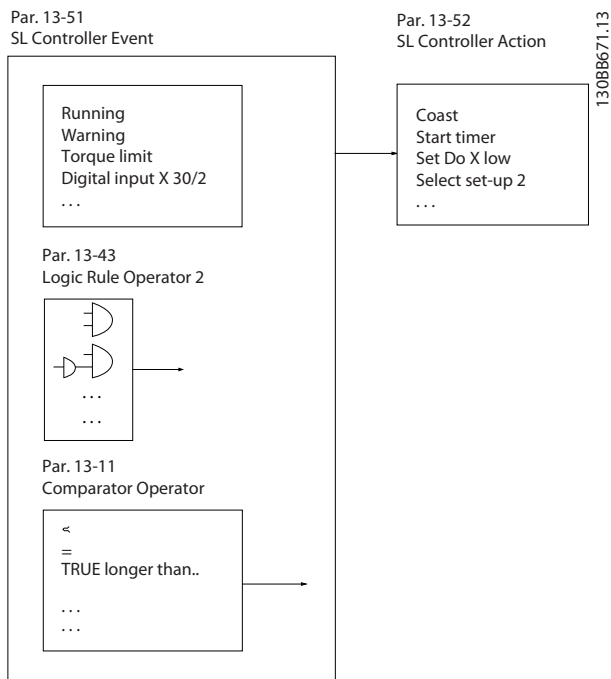 Par. 13-51
SL Controller Event
Par. 13-52
SL Controller Action
130BB671.13
Running
Warning
Torque limit
Digital input X 30/2
. . .
Coast
Start timer
Set Do X low
Select set-up 2
. . .
Par. 13-43
Logic Rule Operator 2
. . .
. . .
Par. 13-11
Comparator Operator
=
TRUE longer than..
. . .
. . .